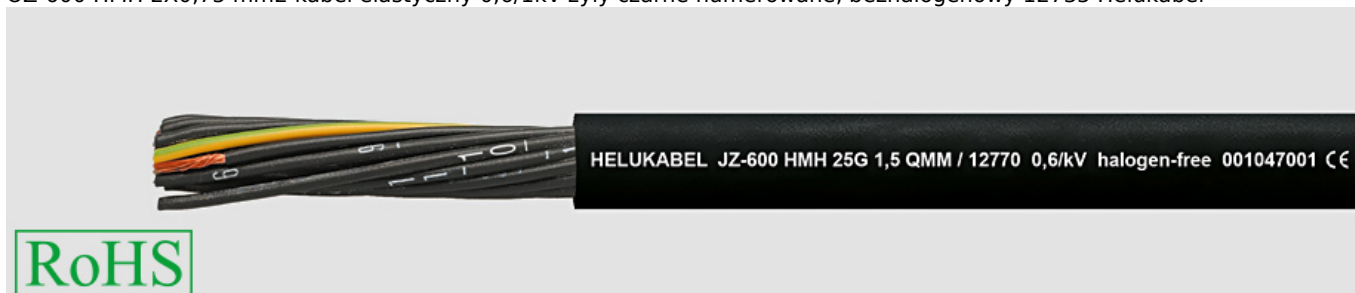 OZ-600 HMH 2X0,75 mm2 kabel elastyczny 0,6/1kV żyły czarne numerowane, bezhalogenowy Helukabel
HELUKABEL JZ-600 HMH 25G 1,5 QMM / 12770 0,6/kV halogen-free 001047001 CE
RoHS